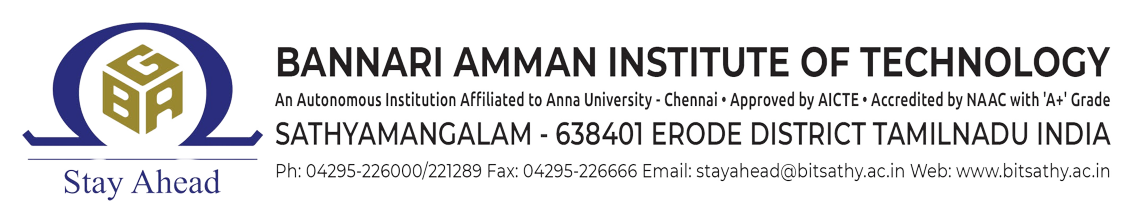 GBA
Stay Ahead
BANNARI AMMAN INSTITUTE OF TECHNOLOGY
An Autonomous Institution Affiliated to Anna University - Chennai • Approved by AICTE • Accredited by NAAC with 'A+' Grade
SATHYAMANGALAM - 638401 ERODE DISTRICT TAMILNADU INDIA
Ph: 04295-226000/221289 Fax: 04295-226666 Email: stayahead@bitsathy.ac.in Web: www.bitsathy.ac.in